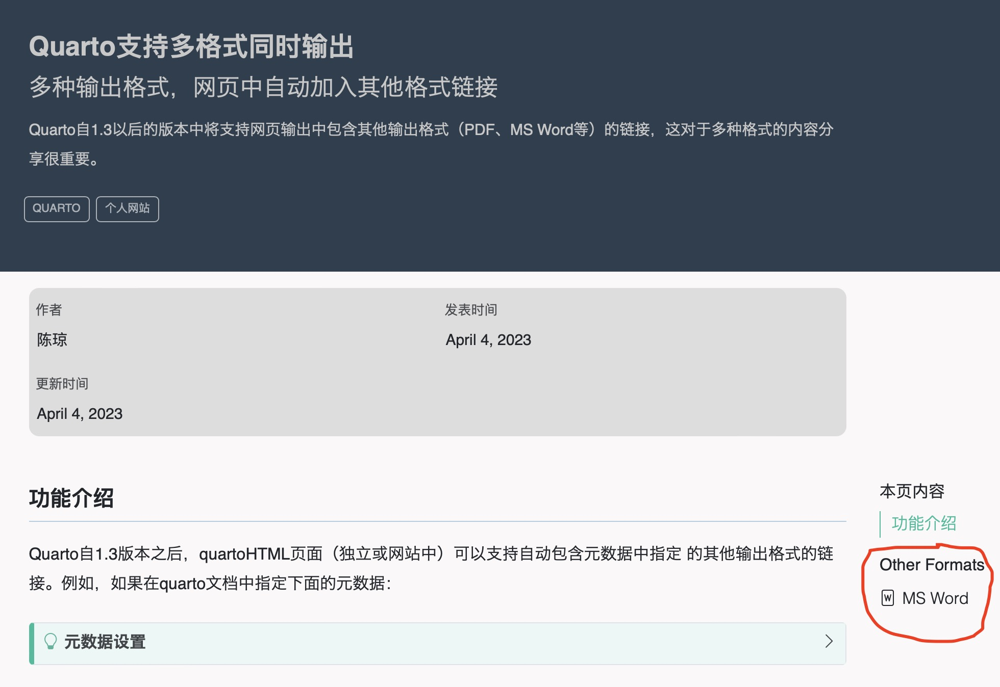 Quarto支持多格式同时输出
多种输出格式，网页中自动加入其他格式链接
Quarto自1.3以后的版本中将支持网页输出中包含其他输出格式（PDF、MS Word等）的链接，这对于多种格式的内容分
享很重要。
QUARTO 个人网站
作者
陈琼
发表时间
April 4, 2023
更新时间
April 4, 2023
功能介绍
Quarto自1.3版本之后，quartoHTML页面（独立或网站中）可以支持自动包含元数据中指定 的其他输出格式的链
接。例如，如果在quarto文档中指定下面的元数据：
元数据设置
本页内容
功能介绍
Other Formats
MS Word